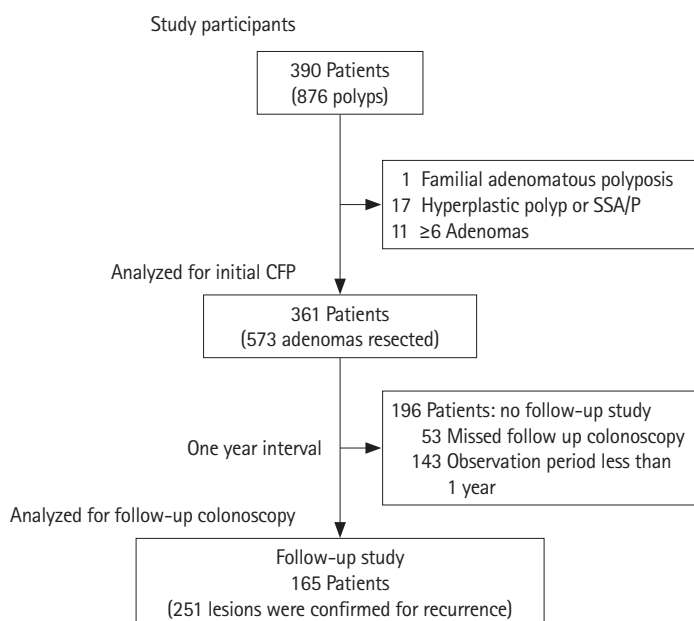 Study participants
390 Patients
(876 polyps)
1 Familial adenomatous polyposis
17 Hyperplastic polyp or SSA/P
11 ≥6 Adenomas
Analyzed for initial CFP
361 Patients
(573 adenomas resected)
196 Patients: no follow-up study
53 Missed follow up colonoscopy
143 Observation period less than
1 year
One year interval
Analyzed for follow-up colonoscopy
Follow-up study
165 Patients
(251 lesions were confirmed for recurrence)